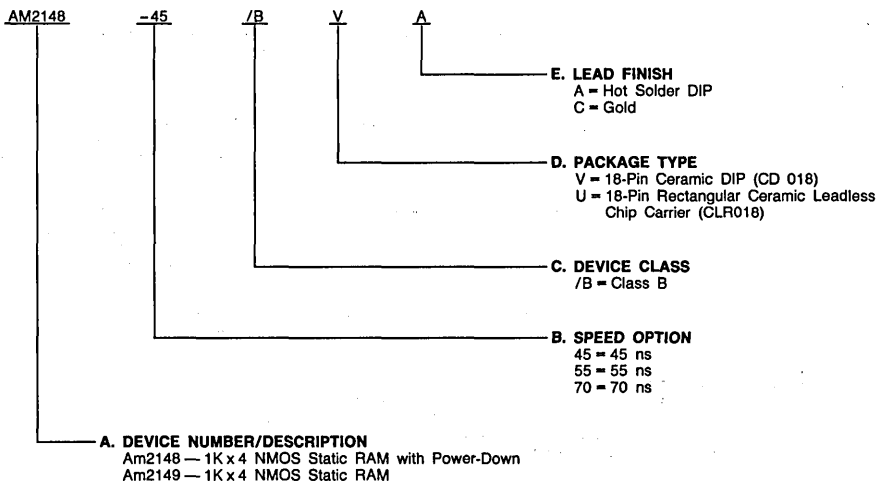 AM2148 -45 /B V A
E. LEAD FINISH
A = Hot Solder DIP
C = Gold
D. PACKAGE TYPE
V = 18-Pin Ceramic DIP (CD 018)
U = 18-Pin Rectangular Ceramic Leadless
Chip Carrier (CLR018)
C. DEVICE CLASS
/B = Class B
B. SPEED OPTION
45 = 45 ns
55 = 55 ns
70 = 70 ns
A. DEVICE NUMBER/DESCRIPTION
Am2148 — 1K x 4 NMOS Static RAM with Power-Down
Am2149 — 1K x 4 NMOS Static RAM